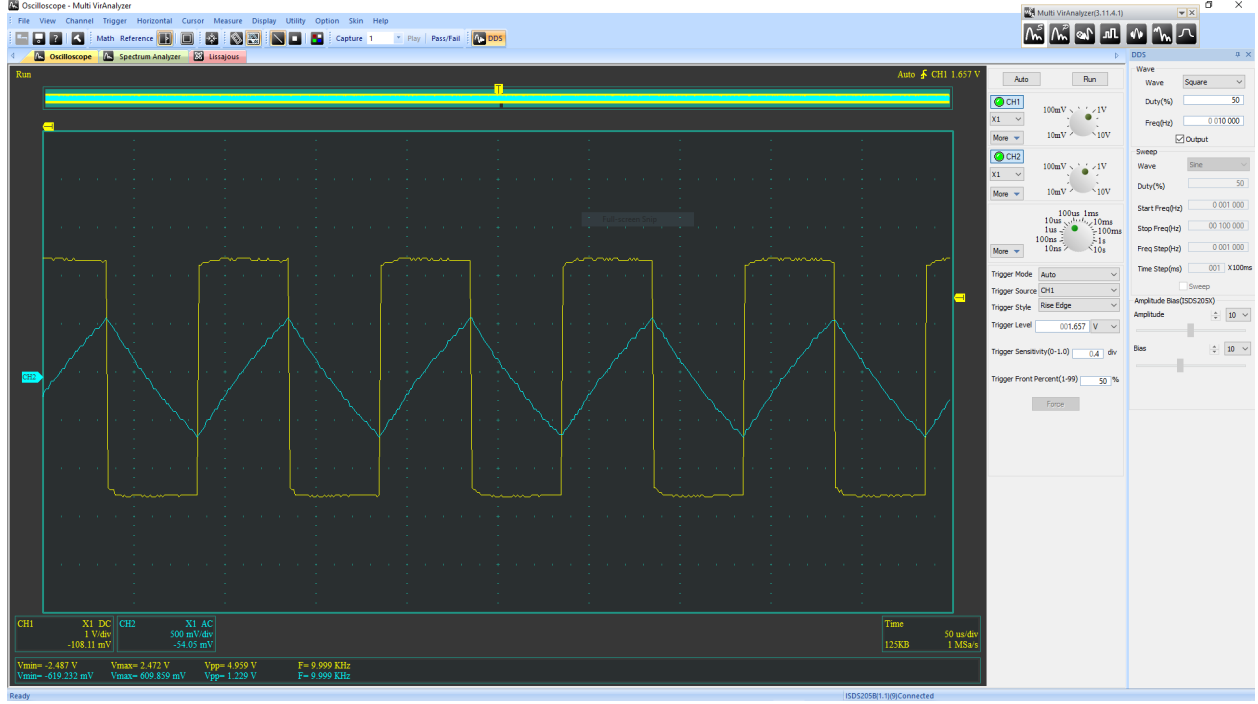 Oscilloscope - Multi VirAnalyzer
File View Channel Trigger Horizontal Cursor Measure Display Utility Option Skin Help
Math Reference Capture 1 Play Pass/Fail DDS
Oscilloscope Spectrum Analyzer Lissajous
Multi VirAnalyzer(3.11.4.1)
Run
Auto CH1 1.657 V
T
CH2
CH1 X1 DC
1 V/div
-108.11 mV
CH2 X1 AC
500 mV/div
-54.05 mV
Time
50 us/div
125KB 1 MSa/s
Vmin= -2.487 V Vmax= 2.472 V Vpp= 4.959 V F= 9.999 KHz
Vmin= -619.232 mV Vmax= 609.859 mV Vpp= 1.229 V F= 9.999 KHz
Auto Run
CH1
X1
More
100mV 1V
10mV 10V
CH2
X1
More
100mV 1V
10mV 10V
100us 1ms
10us 10ms
1us 100ms
100ns 1s
10ns 10s
More
Trigger Mode Auto
Trigger Source CH1
Trigger Style Rise Edge
Trigger Level 001.657 V
Trigger Sensitivity(0-1.0) 0.4 div
Trigger Front Percent(1-99) 50 %
Force
DDS
Wave
Wave Square
Duty(%) 50
Freq(Hz) 0 010 000
Output
Sweep
Wave Sine
Duty(%) 50
Start Freq(Hz) 0 001 000
Stop Freq(Hz) 00 100 000
Freq Step(Hz) 0 001 000
Time Step(ms) 001 X100ms
Sweep
Amplitude Bias(ISDS205X)
Amplitude 10
Bias 10
Ready
ISDS205B(1.1)(9)Connected